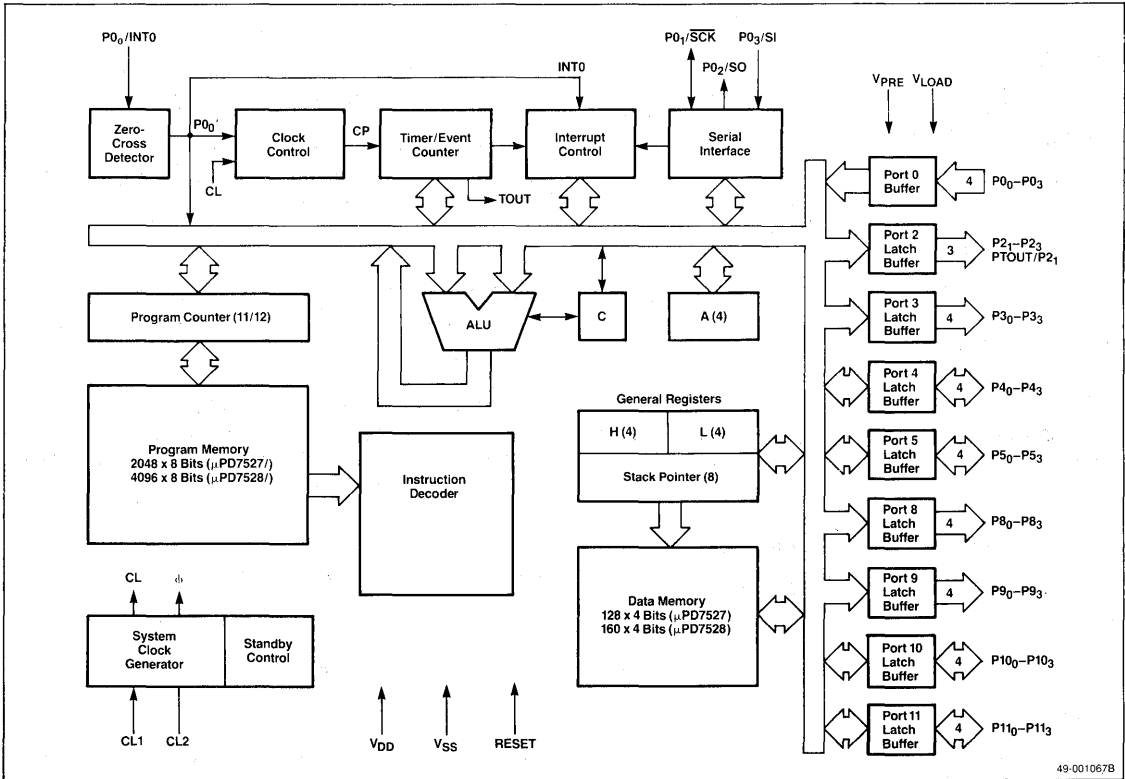 P0₀/INT0
P0₁/S̅C̅K̅
P0₃/SI
P0₂/SO
INT0
VPRE
VLOAD
Zero-
Cross
Detector
P0₀
Clock
Control
CP
Timer/Event
Counter
Interrupt
Control
Serial
Interface
CL
TOUT
Port 0
Buffer
4
P0₀–P0₃
Port 2
Latch
Buffer
3
P2₁–P2₃
PTOUT/P2₁
Program Counter (11/12)
ALU
C
A (4)
Port 3
Latch
Buffer
4
P3₀–P3₃
Port 4
Latch
Buffer
4
P4₀–P4₃
General Registers
H (4)
L (4)
Stack Pointer (8)
Program Memory
2048 x 8 Bits (μPD7527/)
4096 x 8 Bits (μPD7528/)
Instruction
Decoder
Port 5
Latch
Buffer
4
P5₀–P5₃
Port 8
Latch
Buffer
4
P8₀–P8₃
CL
ϕ
System
Clock
Generator
Standby
Control
Data Memory
128 x 4 Bits (μPD7527)
160 x 4 Bits (μPD7528)
Port 9
Latch
Buffer
4
P9₀–P9₃
Port 10
Latch
Buffer
4
P10₀–P10₃
CL1
CL2
VDD
VSS
RESET
Port 11
Latch
Buffer
4
P11₀–P11₃
49-001067B